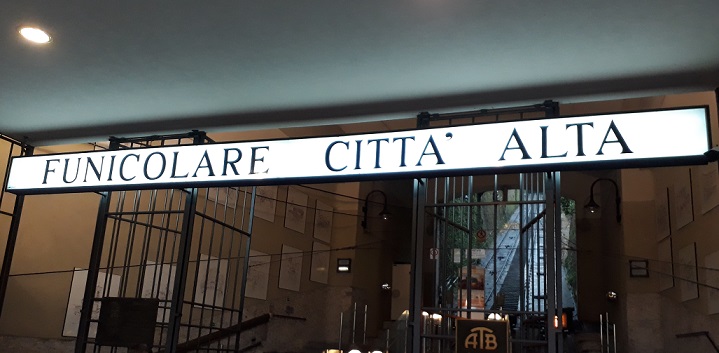 FUNICOLARE CITTA' ALTA
ATB